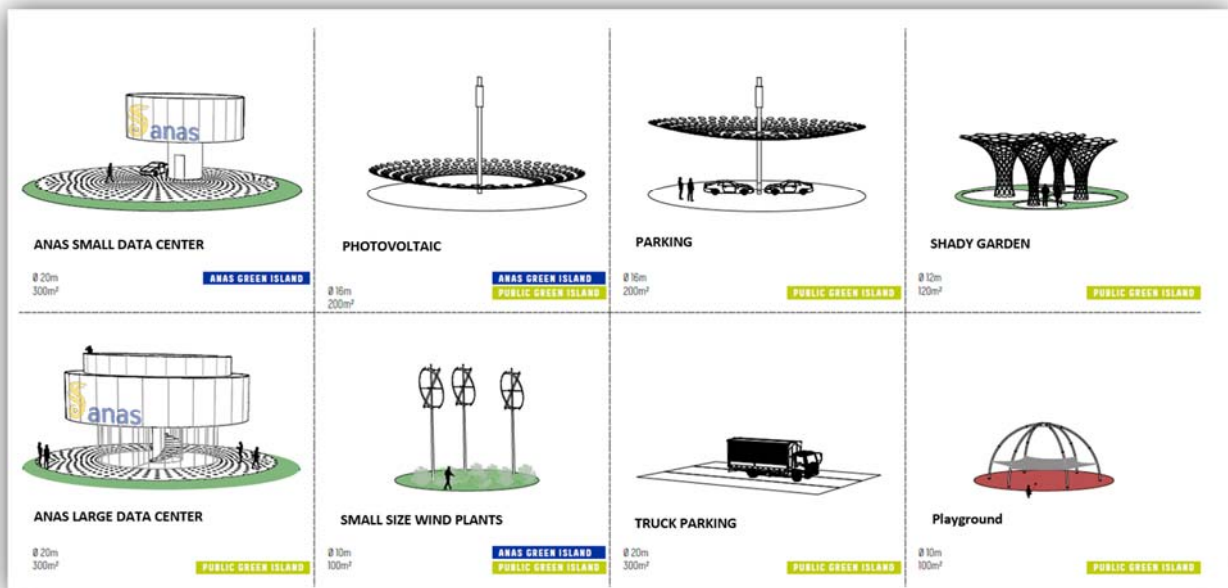 anas
ANAS SMALL DATA CENTER
Ø 20m
300m²
ANAS GREEN ISLAND
PHOTOVOLTAIC
Ø 16m
200m²
ANAS GREEN ISLAND
PUBLIC GREEN ISLAND
PARKING
Ø 16m
200m²
PUBLIC GREEN ISLAND
SHADY GARDEN
Ø 12m
120m²
PUBLIC GREEN ISLAND
anas
ANAS LARGE DATA CENTER
Ø 20m
300m²
PUBLIC GREEN ISLAND
SMALL SIZE WIND PLANTS
Ø 10m
100m²
ANAS GREEN ISLAND
PUBLIC GREEN ISLAND
TRUCK PARKING
Ø 20m
300m²
PUBLIC GREEN ISLAND
Playground
Ø 10m
100m²
PUBLIC GREEN ISLAND